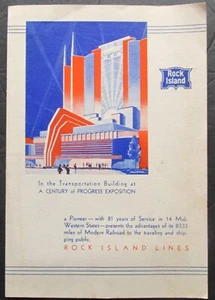 Rock
Island
In the Transportation Building at
A CENTURY of PROGRESS EXPOSITION
a Pioneer — with 81 years of Service in 14 Mid-
Western States — presents the advantages of its 8333
miles of Modern Railroad to the traveling and ship-
ping public.
ROCK ISLAND LINES